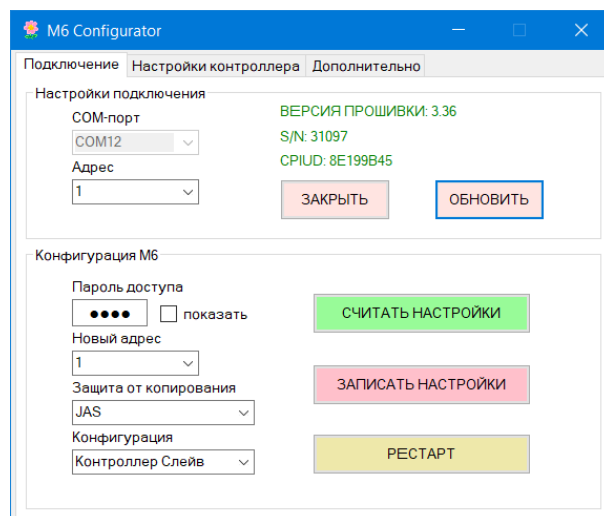 M6 Configurator
Подключение Настройки контроллера Дополнительно
Настройки подключения
COM-порт
COM12
Адрес
1
ВЕРСИЯ ПРОШИВКИ: 3.36
S/N: 31097
CPIUD: 8E199B45
ЗАКРЫТЬ ОБНОВИТЬ
Конфигурация М6
Пароль доступа
●●●● показать
Новый адрес
1
Защита от копирования
JAS
Конфигурация
Контроллер Слейв
СЧИТАТЬ НАСТРОЙКИ
ЗАПИСАТЬ НАСТРОЙКИ
РЕСТАРТ